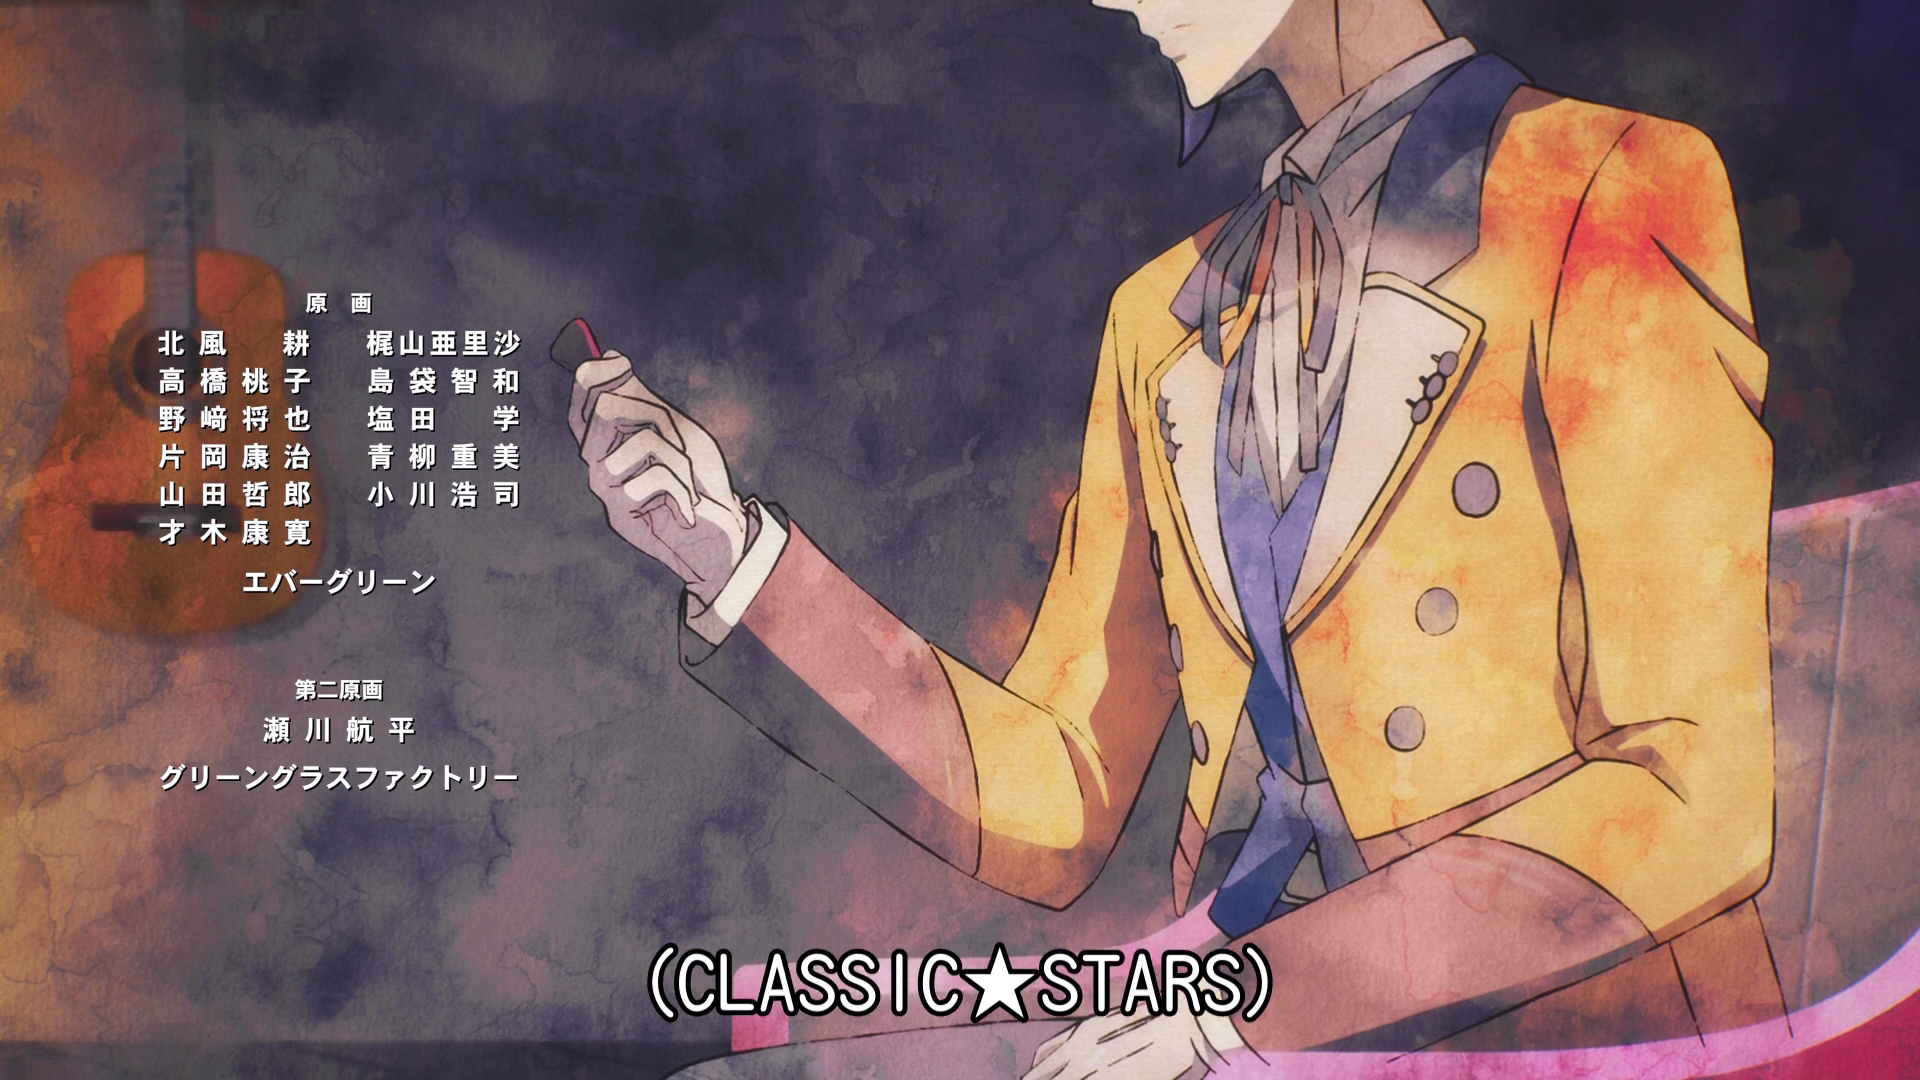 原 画
北風 耕 梶山亜里沙
高橋桃子 島袋智和
野﨑将也 塩田 学
片岡康治 青柳重美
山田哲郎 小川浩司
才木康寛
エバーグリーン
第二原画
瀬川航平
グリーングラスファクトリー
(CLASSIC★STARS)